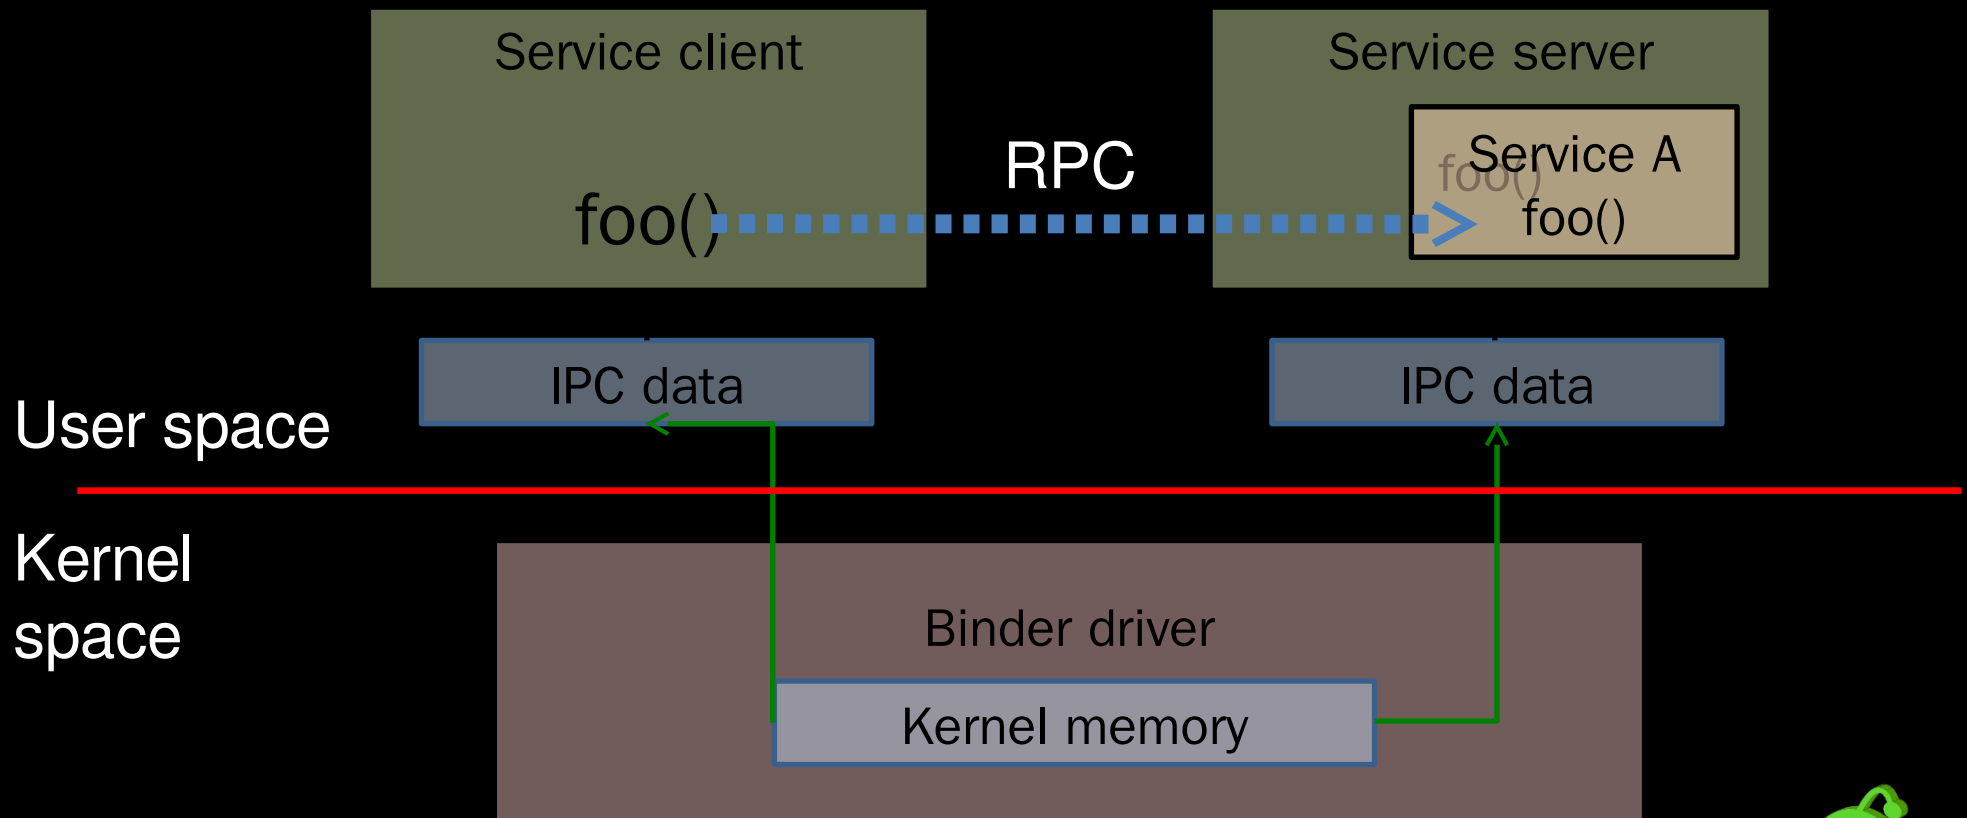 Service client
Service server
RPC
Service A
foo()
foo()
foo()
IPC data
IPC data
User space
Kernel
space
Binder driver
Kernel memory